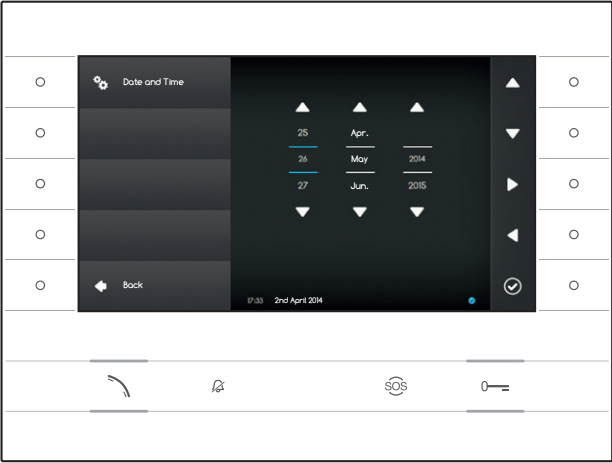 Date and Time
25 Apr.
26 May 2014
27 Jun. 2015
Back
17:33 2nd April 2014
SOS